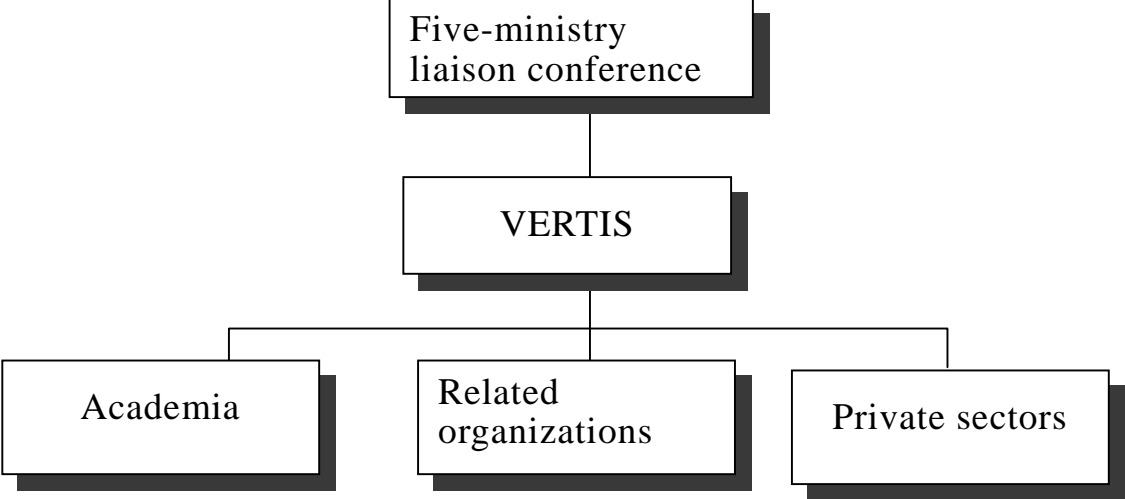 Five-ministry
liaison conference
VERTIS
Academia
Related
organizations
Private sectors